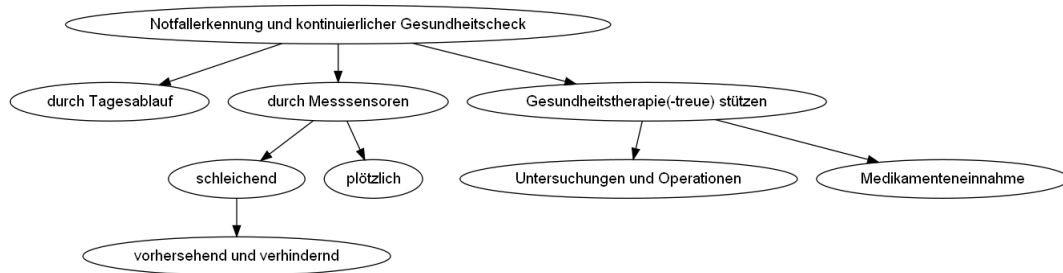 Notfallerkennung und kontinuierlicher Gesundheitscheck
durch Tagesablauf
durch Messsensoren
Gesundheitstherapie(-treue) stützen
schleichend
plötzlich
Untersuchungen und Operationen
Medikamenteneinnahme
vorhersehend und verhindernd